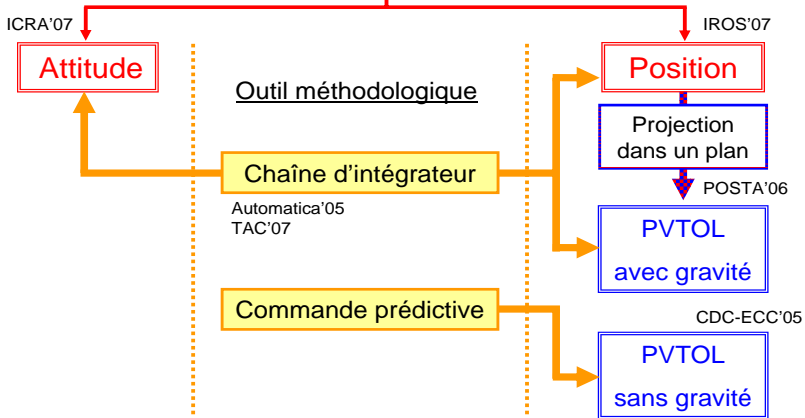 ICRA'07
IROS'07
Attitude
Position
Outil méthodologique
Projection
dans un plan
Chaîne d'intégrateur
POSTA'06
Automatica'05
TAC'07
PVTOL
avec gravité
Commande prédictive
CDC-ECC'05
PVTOL
sans gravité